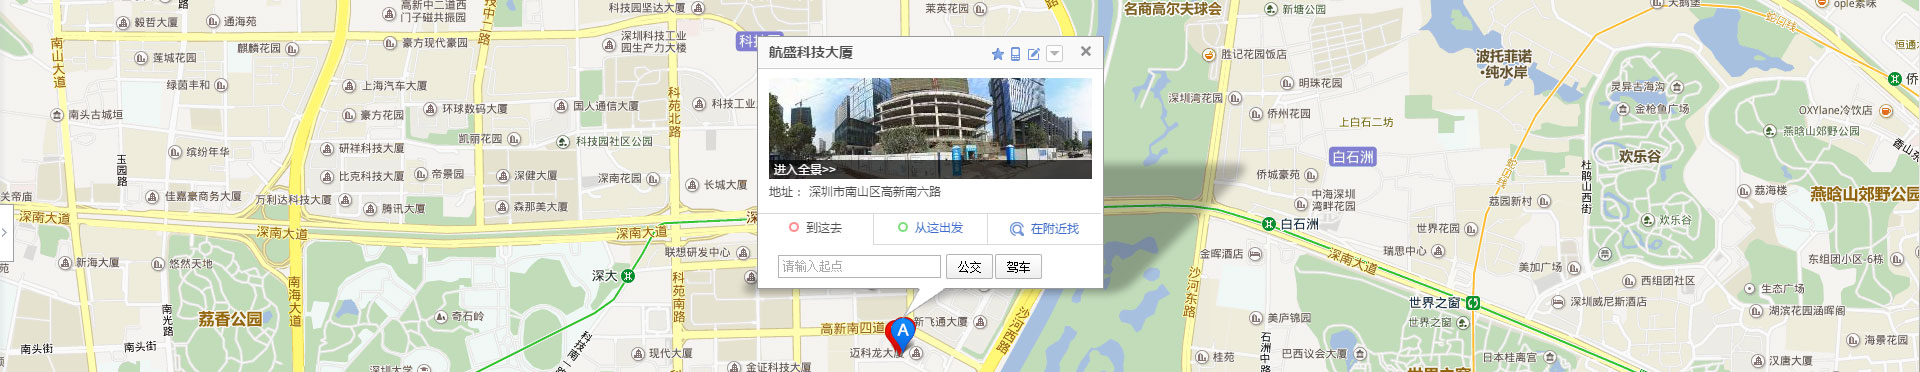 高新中二道西
门子磁共振园
科技园坚达大厦
莱英花园
名商高尔夫球会
新塘公园
天鹅堡
ople素味
毅哲大厦
通海苑
科技中二路
蛇口线
南山大道
麒麟花园
豪方现代豪园
深圳科技工业
园生产力大楼
胜记花园饭店
波托菲诺
·纯水岸
恒通
莲城花园
绿茵丰和
上海汽车大厦
航盛科技大厦
明珠花园
灵异吉海沟
侨
科苑北路
南头古城垣
豪方花园
环球数码大厦
国人通信大厦
科技工业
深圳湾花园
侨州花园
上白石二坊
金枪鱼广场
OXYlane冷饮店
凯丽花园
科技园社区公园
燕晗山郊野公园
缤纷年华
研祥科技大厦
白石洲
欢乐谷
香山东
玉园路
比克科技大厦
帝景园
深健大厦
深南花园
长城大厦
进入全景>>
侨城豪苑
杜鹃山西街
关帝庙
佳嘉豪商务大厦
万利达科技大厦
腾讯大厦
森那美大厦
地址： 深圳市南山区高新南六路
中海深圳
湾畔花园
荔园新村
荔海楼
燕晗山郊野公园
深南大道
深南大道
深南大道
到这去
从这出发
在附近找
白石洲
世界花园
欢乐谷
新海大厦
悠然天地
联想研发中心
金晖酒店
深南大道
瑞思中心
美加广场
东组团小区-6栋
深大
请输入起点
公交
驾车
西组团社区
生态广场
南海大道
科苑南路
沙河东路
世界之窗
深圳威尼斯酒店
湖滨花园涵晖阁
荔香公园
南光路
奇石岭
高新南四道
新飞通大厦
A
沙河西路
美庐锦园
世界之窗
南头街
南头街
现代大厦
迈科龙大厦
桂苑
石洲中路
巴西议会大厦
日本桂离宫
海景花园
汉唐大厦
深圳大学
金证科技大厦
世界之窗